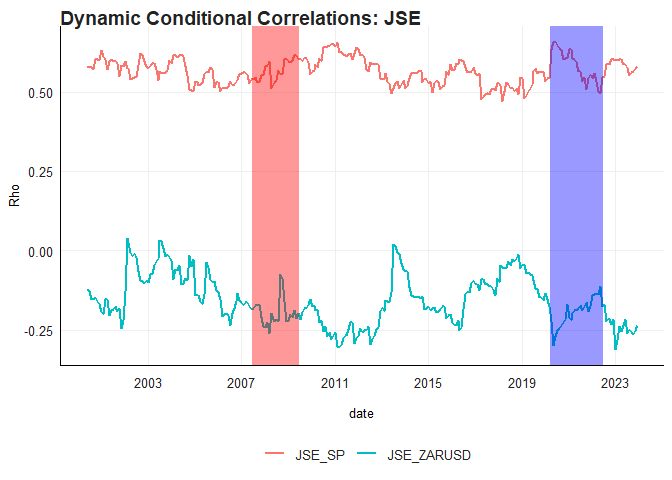 Dynamic Conditional Correlations: JSE
Rho
0.50
0.25
0.00
-0.25
2003 2007 2011 2015 2019 2023
date
JSE_SP JSE_ZARUSD